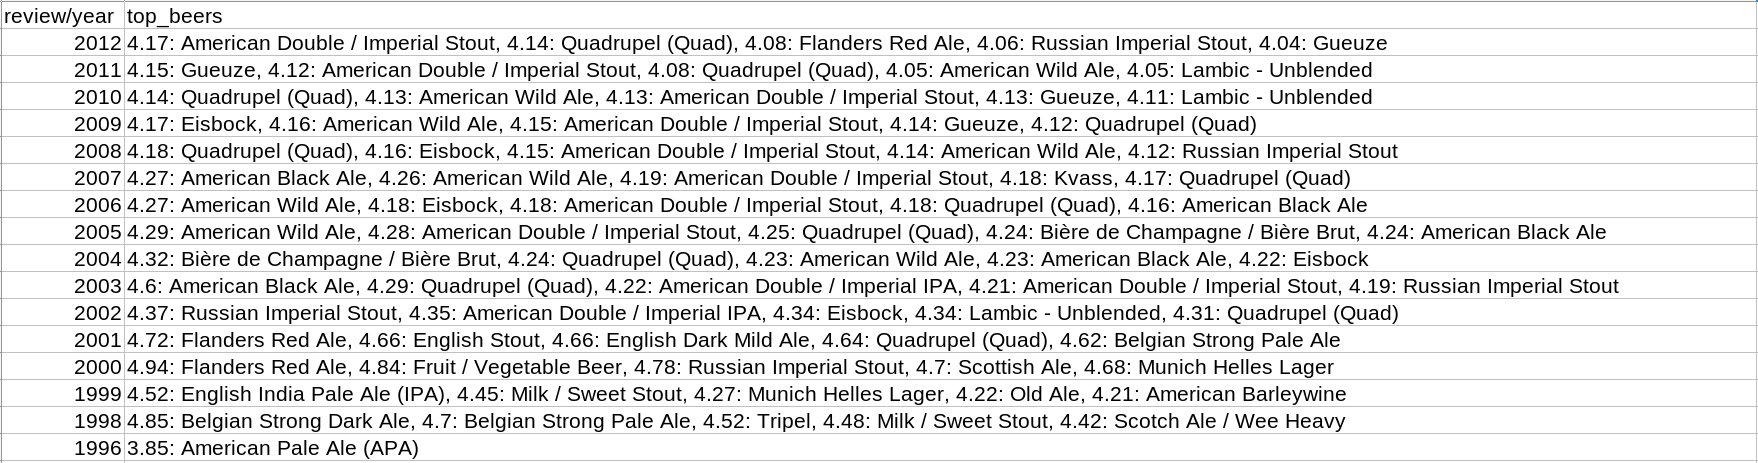 review/year top_beers
2012 4.17: American Double / Imperial Stout, 4.14: Quadrupel (Quad), 4.08: Flanders Red Ale, 4.06: Russian Imperial Stout, 4.04: Gueuze
2011 4.15: Gueuze, 4.12: American Double / Imperial Stout, 4.08: Quadrupel (Quad), 4.05: American Wild Ale, 4.05: Lambic - Unblended
2010 4.14: Quadrupel (Quad), 4.13: American Wild Ale, 4.13: American Double / Imperial Stout, 4.13: Gueuze, 4.11: Lambic - Unblended
2009 4.17: Eisbock, 4.16: American Wild Ale, 4.15: American Double / Imperial Stout, 4.14: Gueuze, 4.12: Quadrupel (Quad)
2008 4.18: Quadrupel (Quad), 4.16: Eisbock, 4.15: American Double / Imperial Stout, 4.14: American Wild Ale, 4.12: Russian Imperial Stout
2007 4.27: American Black Ale, 4.26: American Wild Ale, 4.19: American Double / Imperial Stout, 4.18: Kvass, 4.17: Quadrupel (Quad)
2006 4.27: American Wild Ale, 4.18: Eisbock, 4.18: American Double / Imperial Stout, 4.18: Quadrupel (Quad), 4.16: American Black Ale
2005 4.29: American Wild Ale, 4.28: American Double / Imperial Stout, 4.25: Quadrupel (Quad), 4.24: Bière de Champagne / Bière Brut, 4.24: American Black Ale
2004 4.32: Bière de Champagne / Bière Brut, 4.24: Quadrupel (Quad), 4.23: American Wild Ale, 4.23: American Black Ale, 4.22: Eisbock
2003 4.6: American Black Ale, 4.29: Quadrupel (Quad), 4.22: American Double / Imperial IPA, 4.21: American Double / Imperial Stout, 4.19: Russian Imperial Stout
2002 4.37: Russian Imperial Stout, 4.35: American Double / Imperial IPA, 4.34: Eisbock, 4.34: Lambic - Unblended, 4.31: Quadrupel (Quad)
2001 4.72: Flanders Red Ale, 4.66: English Stout, 4.66: English Dark Mild Ale, 4.64: Quadrupel (Quad), 4.62: Belgian Strong Pale Ale
2000 4.94: Flanders Red Ale, 4.84: Fruit / Vegetable Beer, 4.78: Russian Imperial Stout, 4.7: Scottish Ale, 4.68: Munich Helles Lager
1999 4.52: English India Pale Ale (IPA), 4.45: Milk / Sweet Stout, 4.27: Munich Helles Lager, 4.22: Old Ale, 4.21: American Barleywine
1998 4.85: Belgian Strong Dark Ale, 4.7: Belgian Strong Pale Ale, 4.52: Tripel, 4.48: Milk / Sweet Stout, 4.42: Scotch Ale / Wee Heavy
1996 3.85: American Pale Ale (APA)